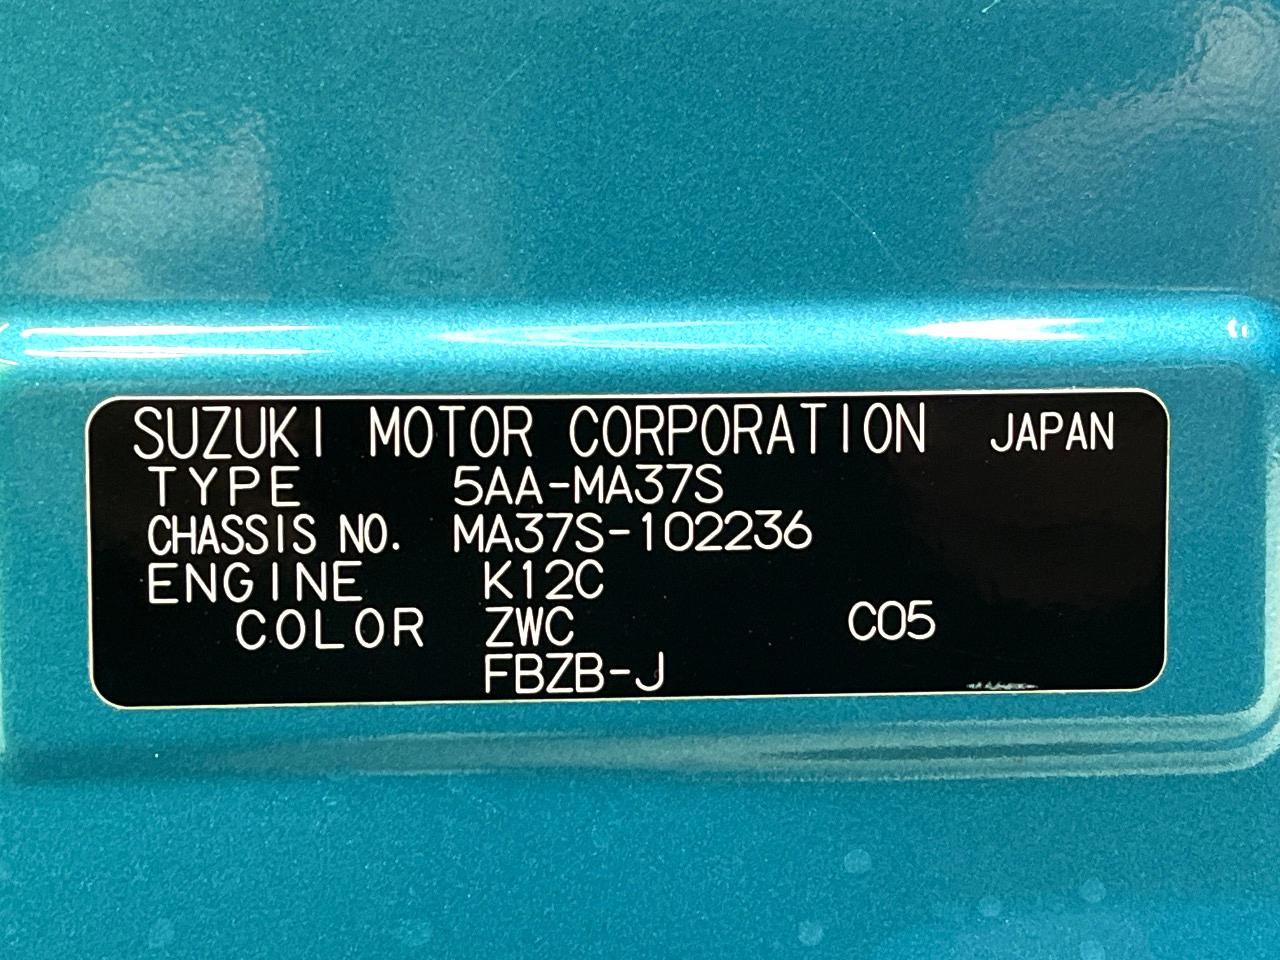 SUZUKI MOTOR CORPORATION JAPAN
TYPE 5AA-MA37S
CHASSIS NO. MA37S-102236
ENGINE K12C
COLOR ZWC C05
FBZB-J